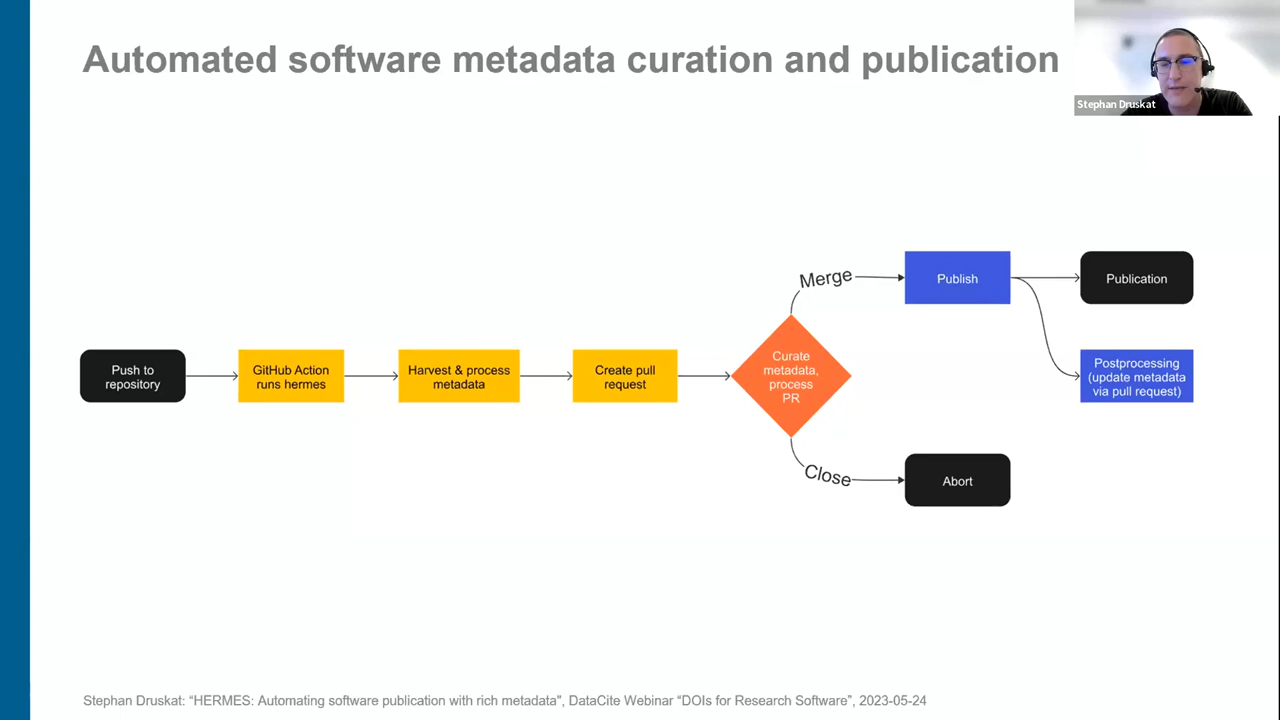 Automated software metadata curation and publication
Stephan Druskat
Push to
repository
GitHub Action
runs hermes
Harvest & process
metadata
Create pull
request
Curate
metadata,
process
PR
Merge
Publish
Publication
Postprocessing
(update metadata
via pull request)
Close
Abort
Stephan Druskat: “HERMES: Automating software publication with rich metadata”, DataCite Webinar “DOIs for Research Software”, 2023-05-24